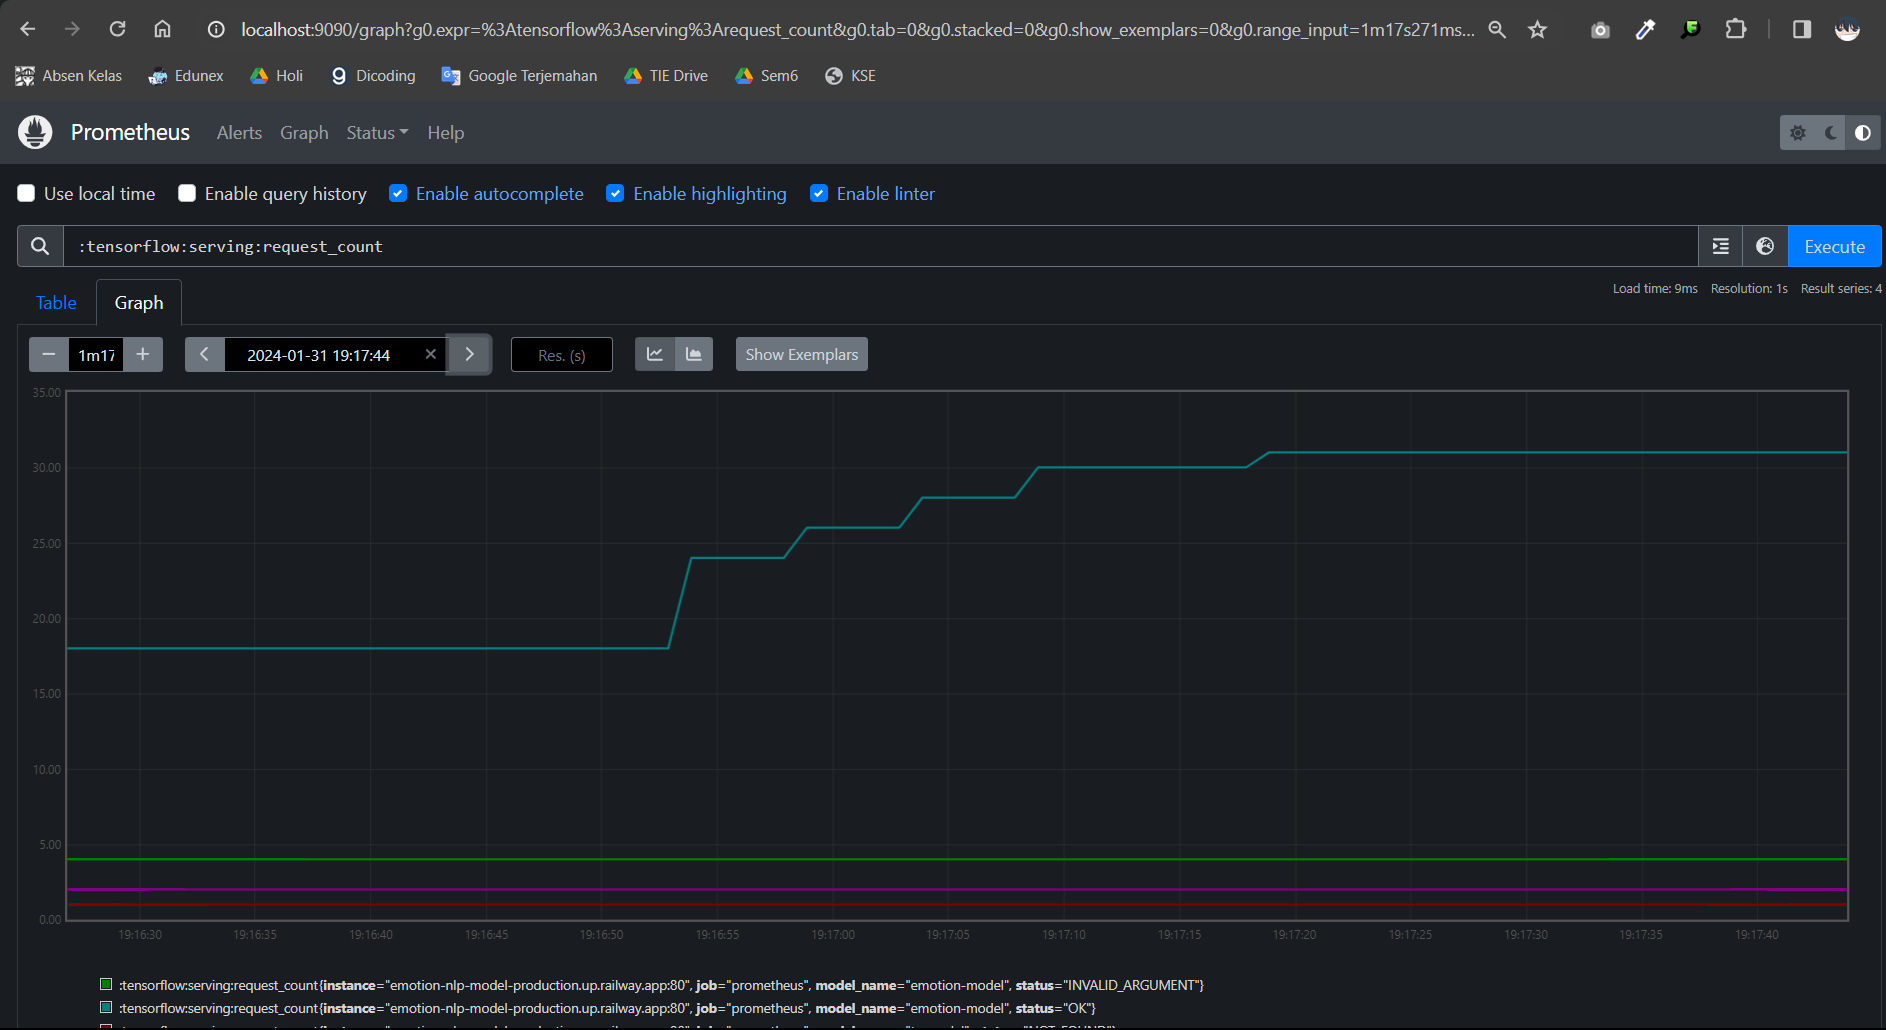 localhost:9090/graph?g0.expr=%3Atensorflow%3Aserving%3Arequest_count&g0.tab=0&g0.stacked=0&g0.show_exemplars=0&g0.range_input=1m17s271ms...
Absen Kelas Edunex Holi Dicoding Google Terjemahan TIE Drive Sem6 KSE
Prometheus Alerts Graph Status Help
Use local time Enable query history Enable autocomplete Enable highlighting Enable linter
:tensorflow:serving:request_count Execute
Table Graph Load time: 9ms Resolution: 1s Result series: 4
1m17 2024-01-31 19:17:44 Res. (s) Show Exemplars
35.00
30.00
25.00
20.00
15.00
10.00
5.00
0.00
19:16:30 19:16:35 19:16:40 19:16:45 19:16:50 19:16:55 19:17:00 19:17:05 19:17:10 19:17:15 19:17:20 19:17:25 19:17:30 19:17:35 19:17:40
:tensorflow:serving:request_count{instance="emotion-nlp-model-production.up.railway.app:80", job="prometheus", model_name="emotion-model", status="INVALID_ARGUMENT"}
:tensorflow:serving:request_count{instance="emotion-nlp-model-production.up.railway.app:80", job="prometheus", model_name="emotion-model", status="OK"}